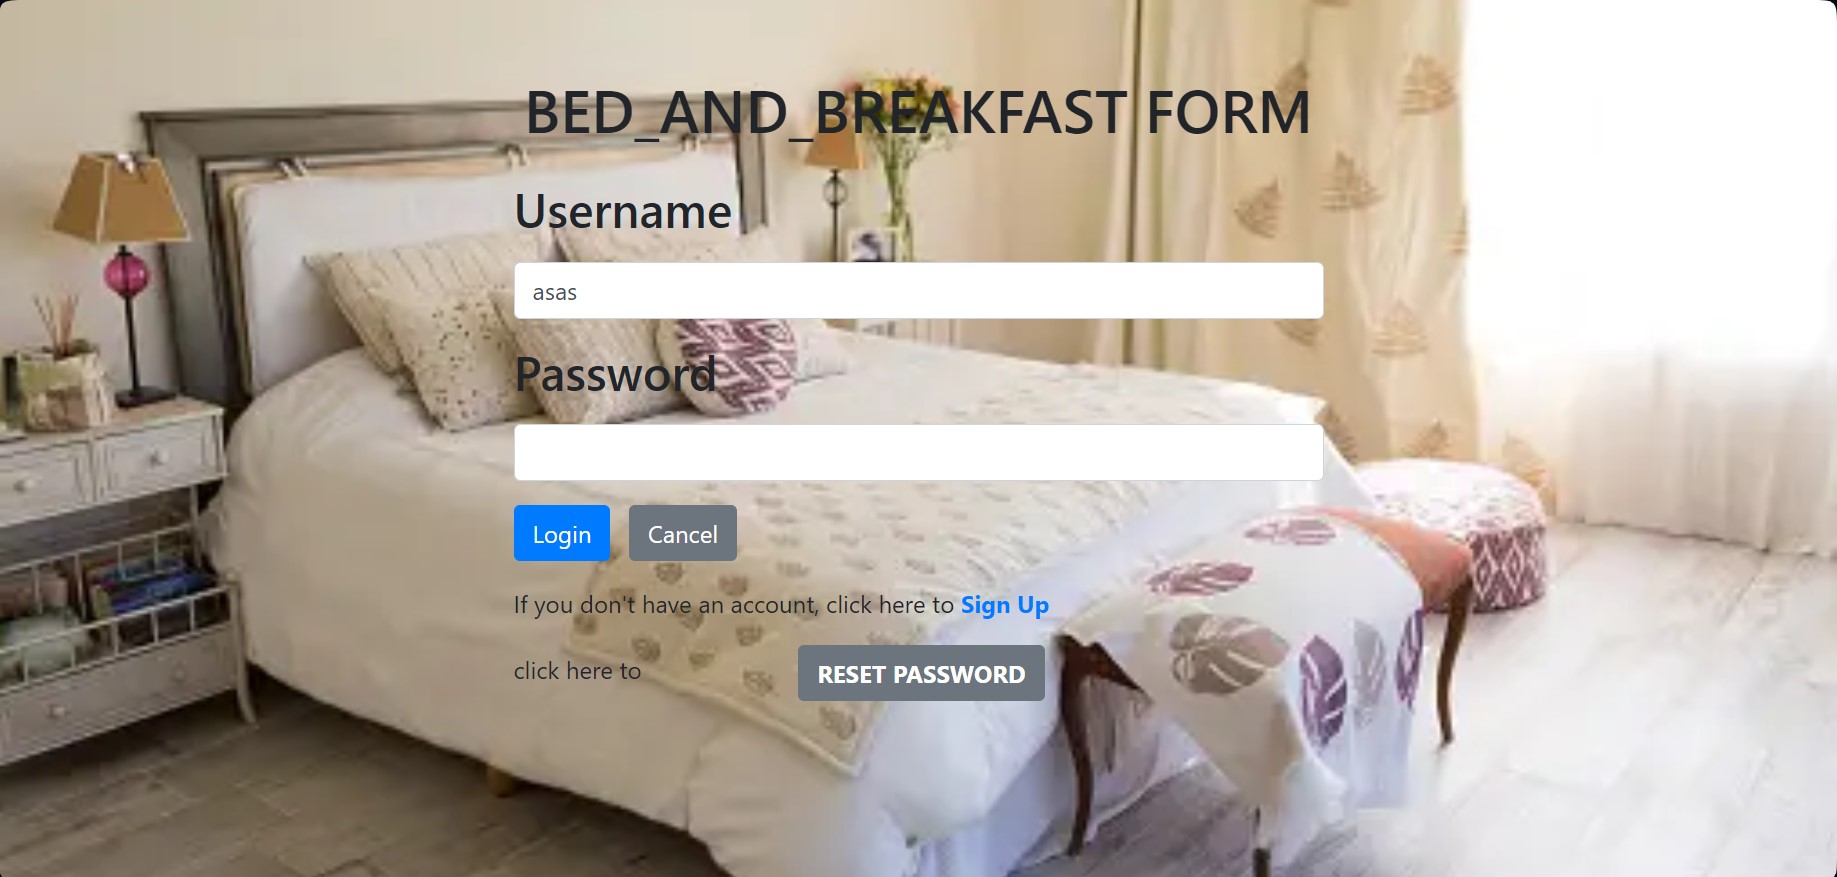 BED_AND_BREAKFAST FORM
Username
asas
Password
Login Cancel
If you don't have an account, click here to Sign Up
click here to RESET PASSWORD